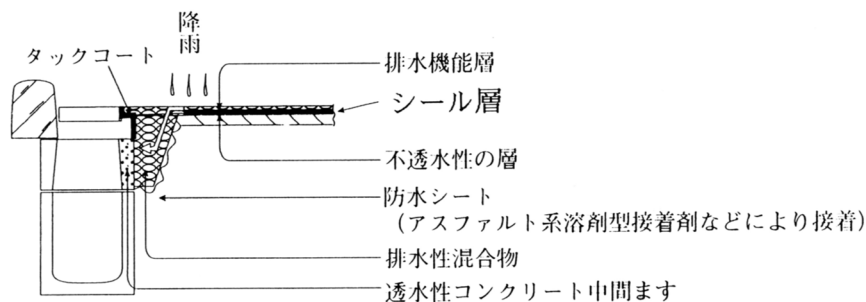 降雨
タックコート
排水機能層
シール層
不透水性の層
防水シート
（アスファルト系溶剤型接着剤などにより接着）
排水性混合物
透水性コンクリート中間ます